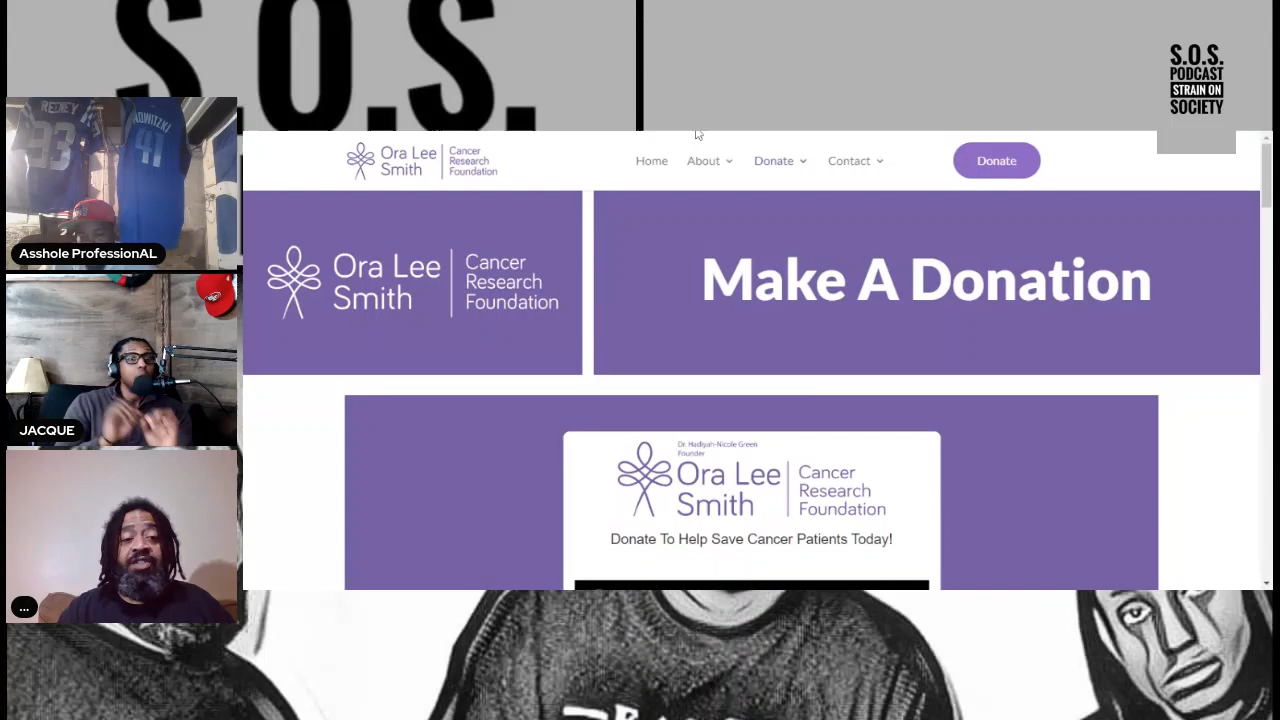 S.O.S.
S.O.S.
PODCAST
STRAIN ON
SOCIETY
93
41
Asshole ProfessionAL
JACQUE
...
Ora Lee
Smith
Cancer
Research
Foundation
Home
About
Donate
Contact
Donate
Ora Lee
Smith
Cancer
Research
Foundation
Make A Donation
Dr. Hadiyah-Nicole Green
Founder
Ora Lee
Smith
Cancer
Research
Foundation
Donate To Help Save Cancer Patients Today!